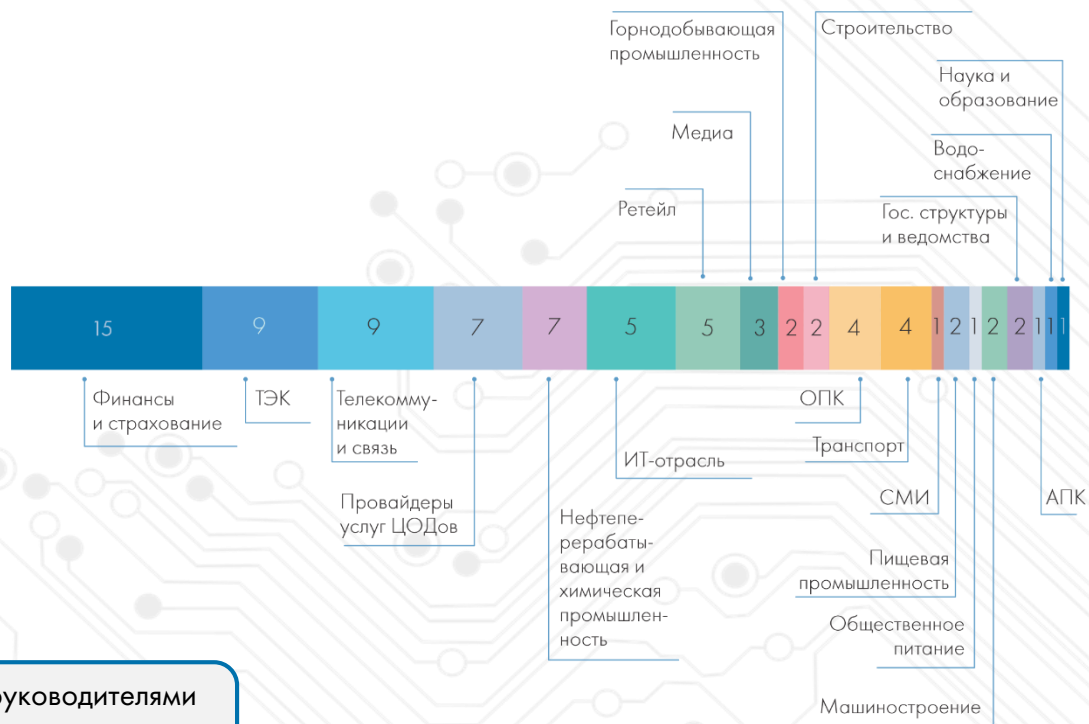 Горнодобывающая
промышленность
Строительство
Наука и
образование
Медиа
Водо-
снабжение
Ретейл
Гос. структуры
и ведомства
15 9 9 7 7 5 5 3 2 2 4 4 1 2 1 2 2 1 1 1
Финансы
и страхование
ТЭК
Телекомму-
никации
и связь
ОПК
Транспорт
ИТ-отрасль
СМИ
АПК
Провайдеры
услуг ЦОДов
Нефтепе-
рерабаты-
вающая и
химическая
промышлен-
ность
Пищевая
промышленность
Общественное
питание
Машиностроение
руководителями